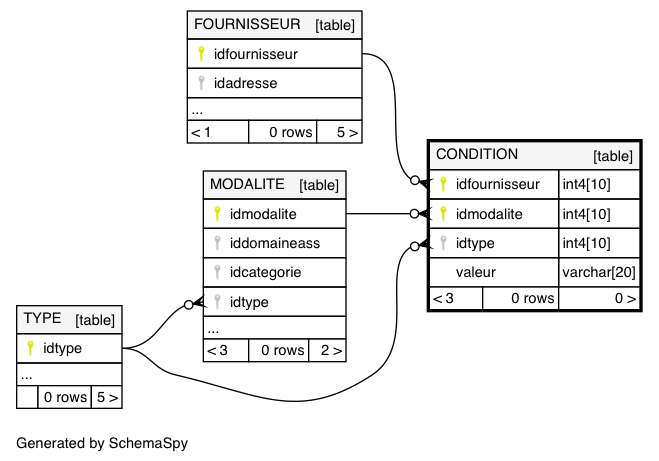 FOURNISSEUR [table]
idfournisseur
idadresse
...
< 1 0 rows 5 >
CONDITION [table]
idfournisseur int4[10]
idmodalite int4[10]
idtype int4[10]
valeur varchar[20]
< 3 0 rows 0 >
MODALITE [table]
idmodalite
iddomaineass
idcategorie
idtype
...
< 3 0 rows 2 >
TYPE [table]
idtype
...
0 rows 5 >
Generated by SchemaSpy